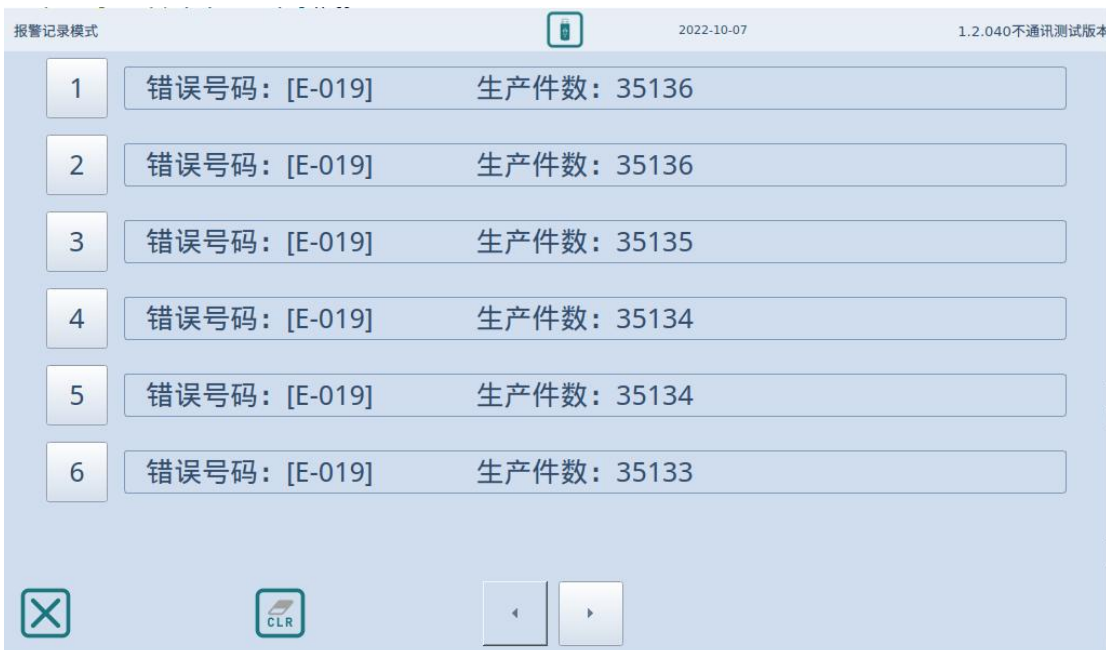 报警记录模式 2022-10-07 1.2.040不通讯测试版本
1 错误号码：[E-019] 生产件数：35136
2 错误号码：[E-019] 生产件数：35136
3 错误号码：[E-019] 生产件数：35135
4 错误号码：[E-019] 生产件数：35134
5 错误号码：[E-019] 生产件数：35134
6 错误号码：[E-019] 生产件数：35133
CLR